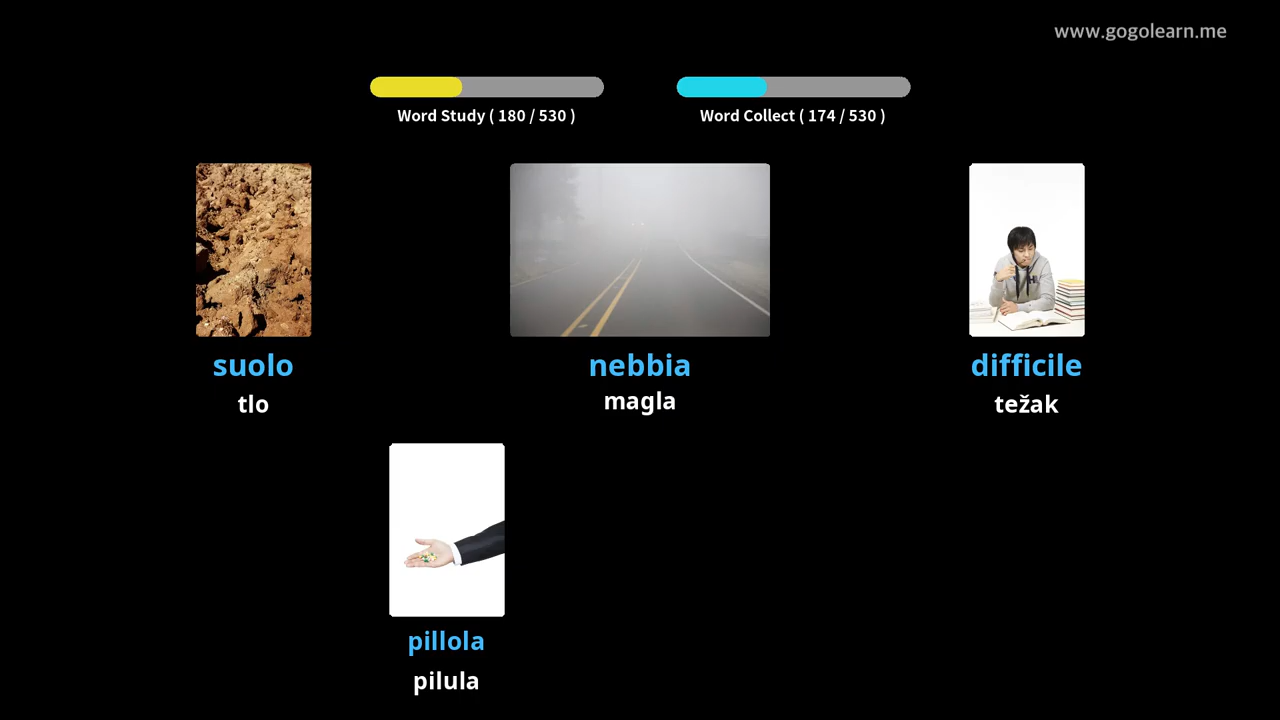 www.gogolearn.me
Word Study ( 180 / 530 )
Word Collect ( 174 / 530 )
suolo
tlo
nebbia
magla
difficile
težak
pillola
pilula